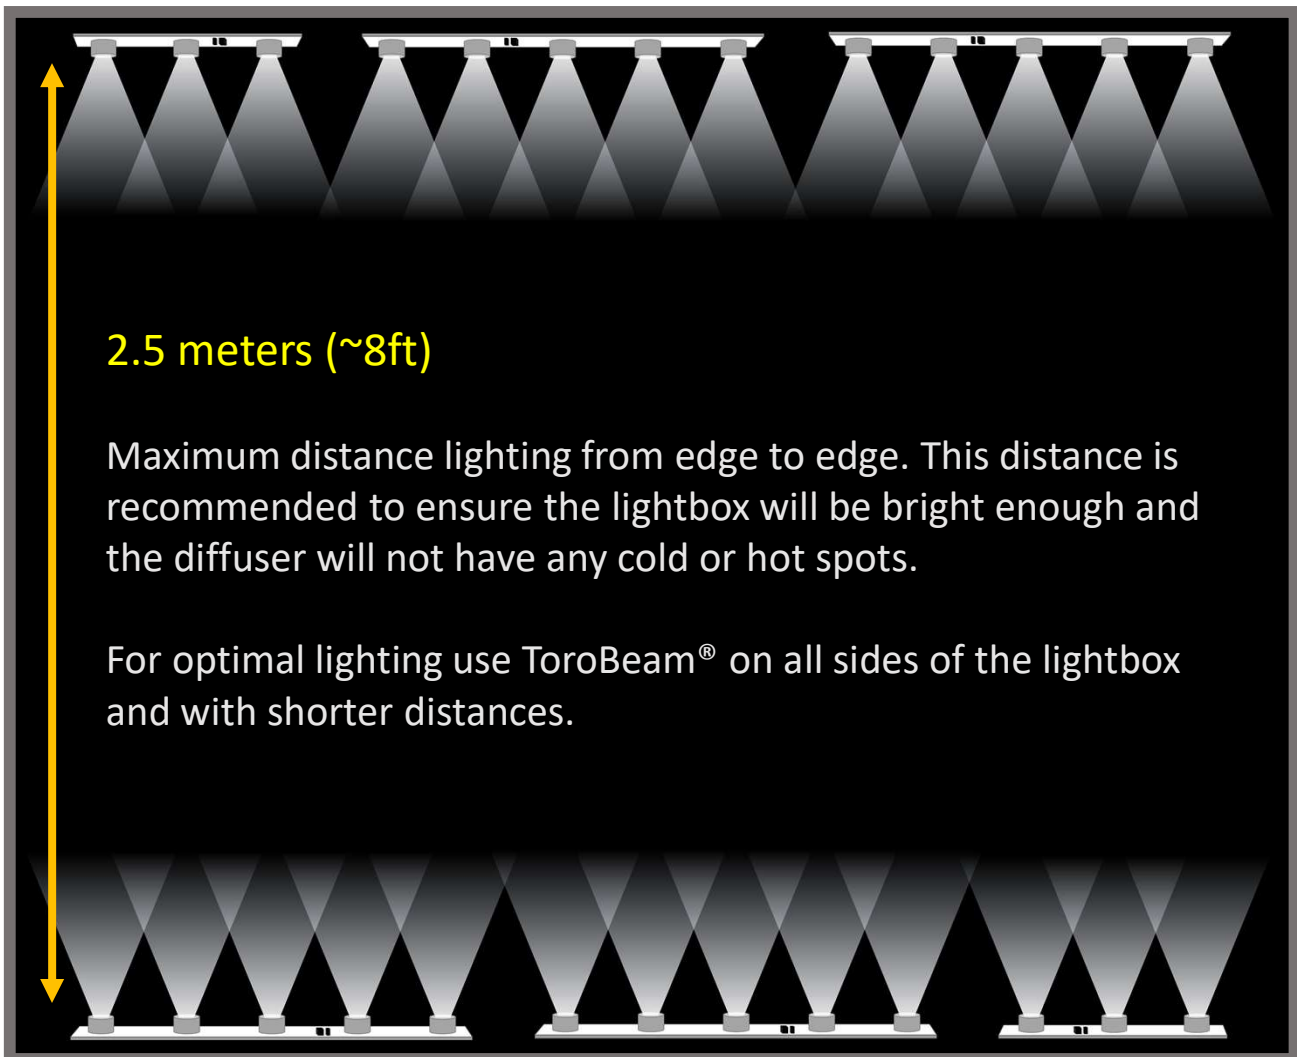 2.5 meters (~8ft)
Maximum distance lighting from edge to edge. This distance is
recommended to ensure the lightbox will be bright enough and
the diffuser will not have any cold or hot spots.
For optimal lighting use ToroBeam® on all sides of the lightbox
and with shorter distances.